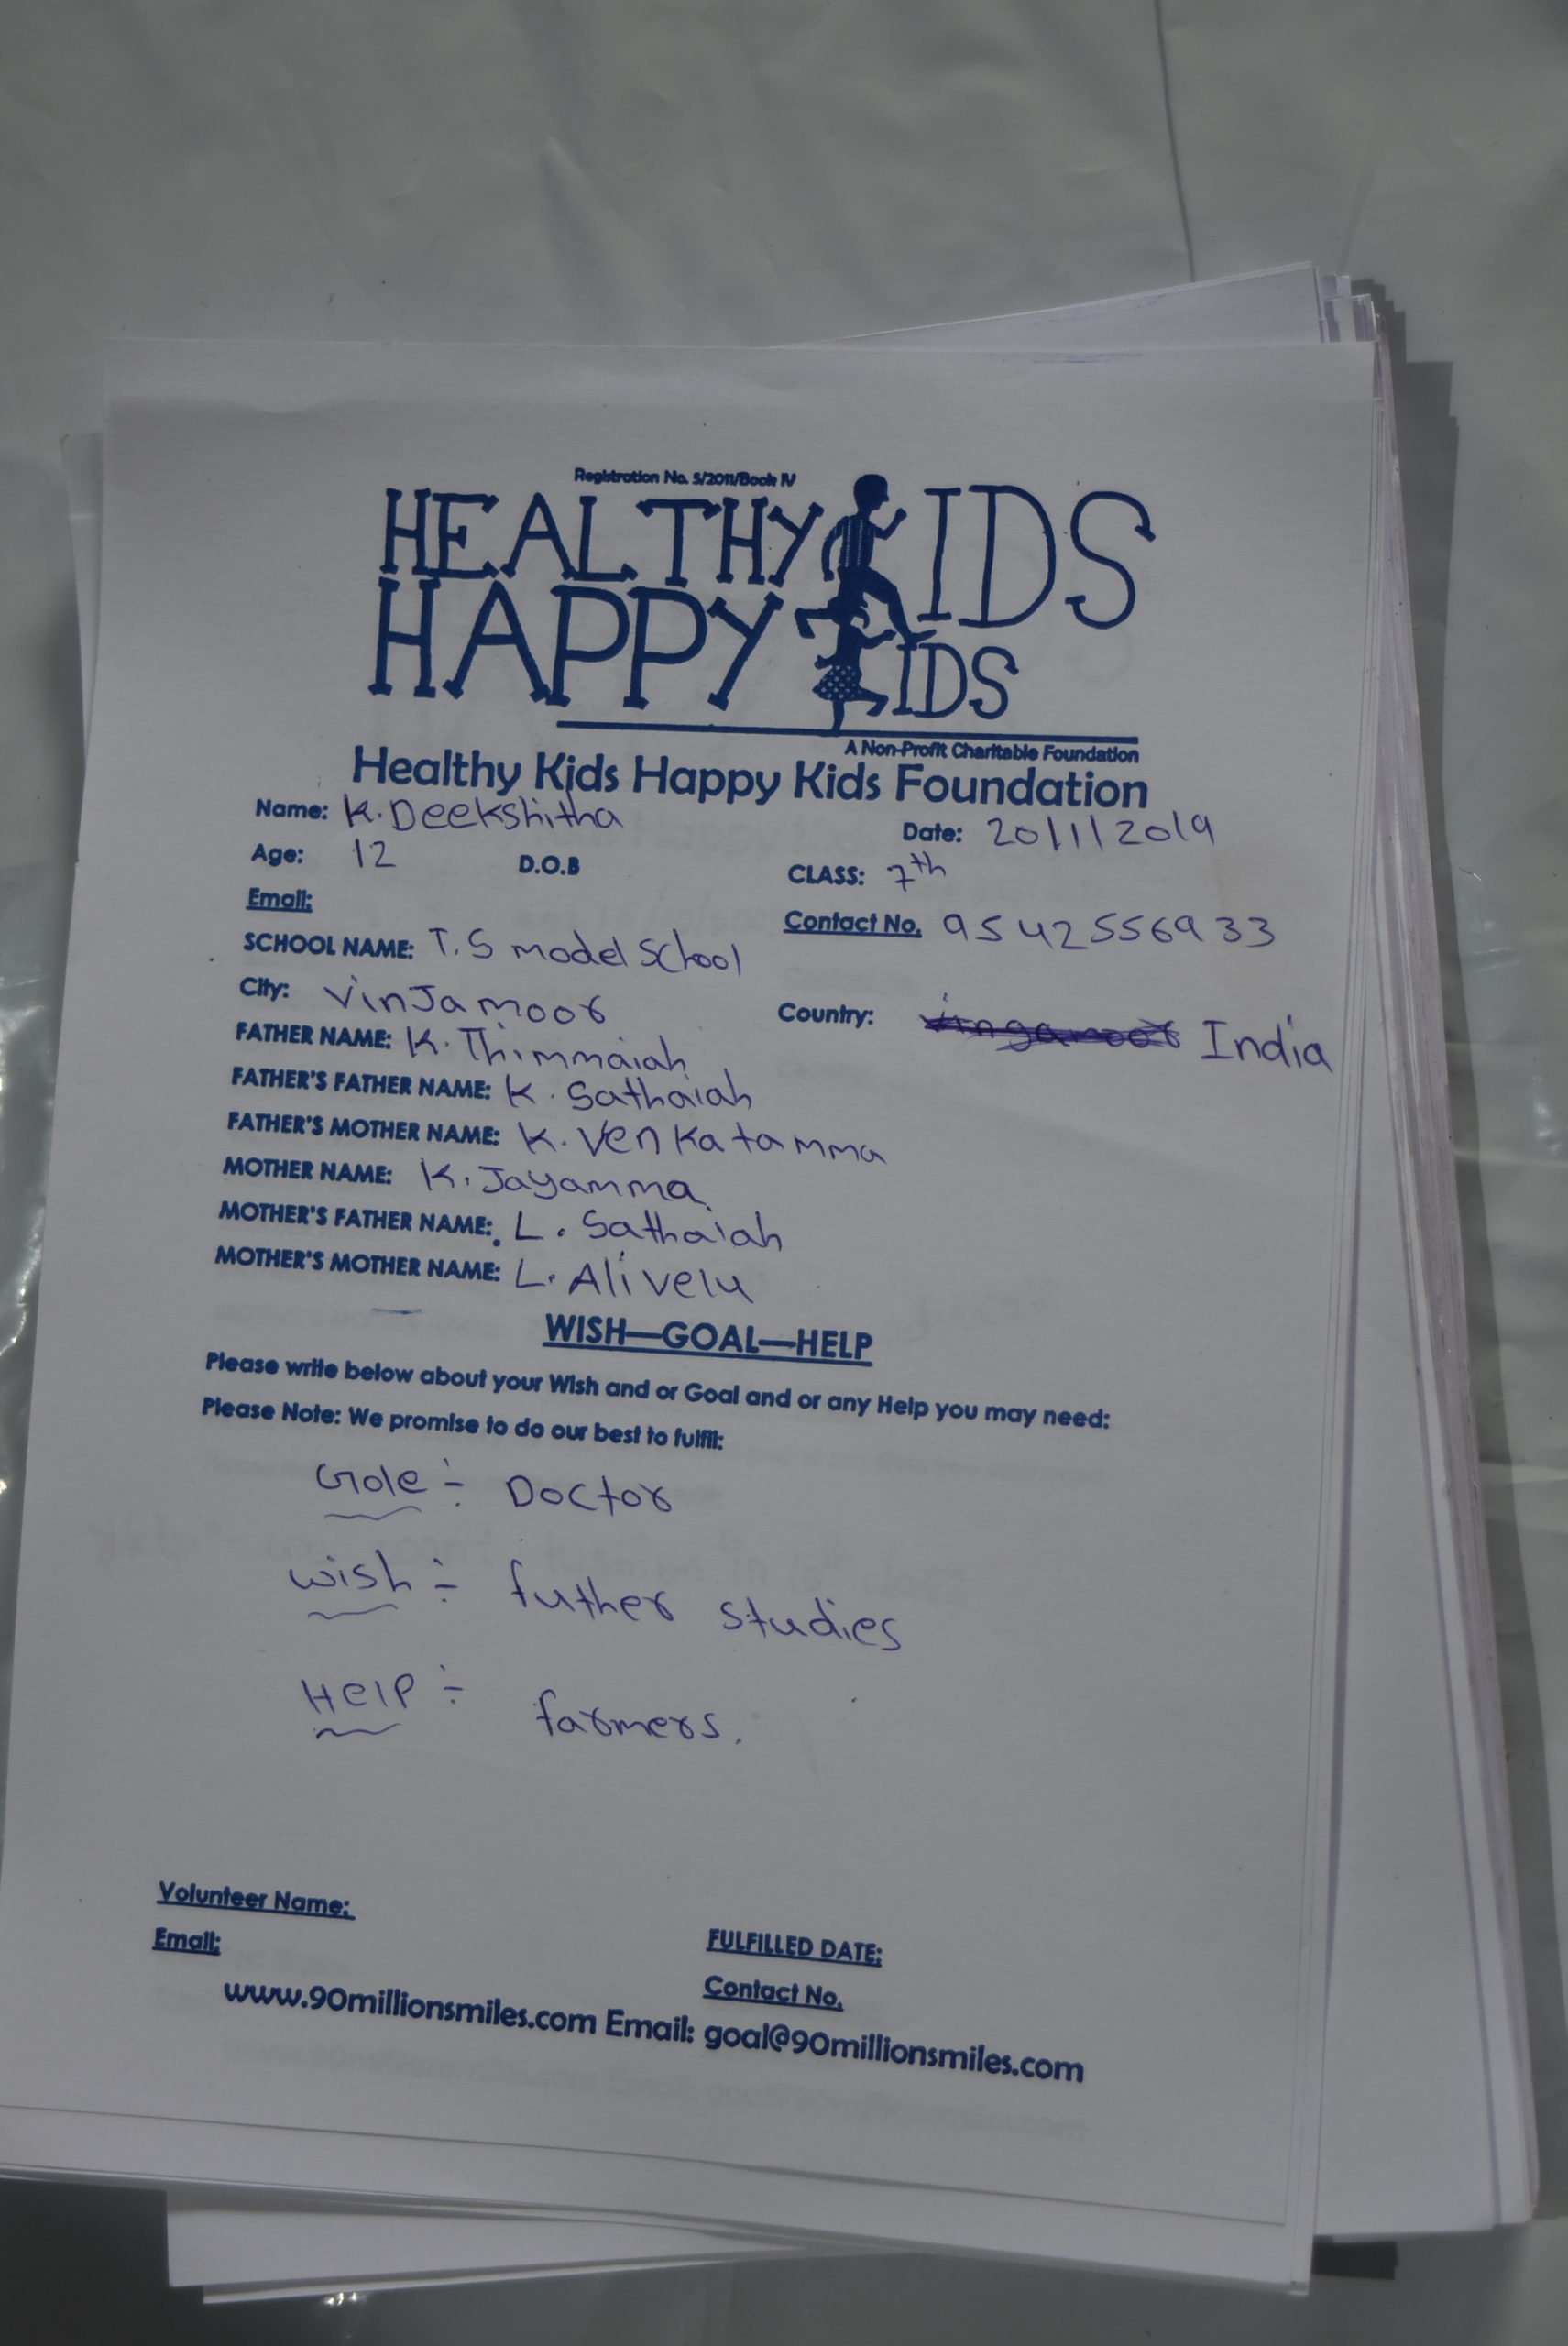 Registration No. 5/2011/Book IV
HEALTHY KIDS
HAPPY KIDS
A Non-Profit Charitable Foundation
Healthy Kids Happy Kids Foundation
Name: K. Deekshitha
Date: 20/1/2019
Age: 12 D.O.B CLASS: 7th
Email: Contact No. 9542556933
SCHOOL NAME: T.S model School
City: VinJamoor Country: India
FATHER NAME: K. Thimmaiah
FATHER'S FATHER NAME: K. Sathaiah
FATHER'S MOTHER NAME: K. Venkatamma
MOTHER NAME: K. Jayamma
MOTHER'S FATHER NAME: L. Sathaiah
MOTHER'S MOTHER NAME: L. Alivelu
WISH—GOAL—HELP
Please write below about your Wish and or Goal and or any Help you may need:
Please Note: We promise to do our best to fulfil:
Gole :- Doctor
wish :- futher studies
Help :- farmers.
Volunteer Name:
Email: FULFILLED DATE:
Contact No.
www.90millionsmiles.com Email: goal@90millionsmiles.com